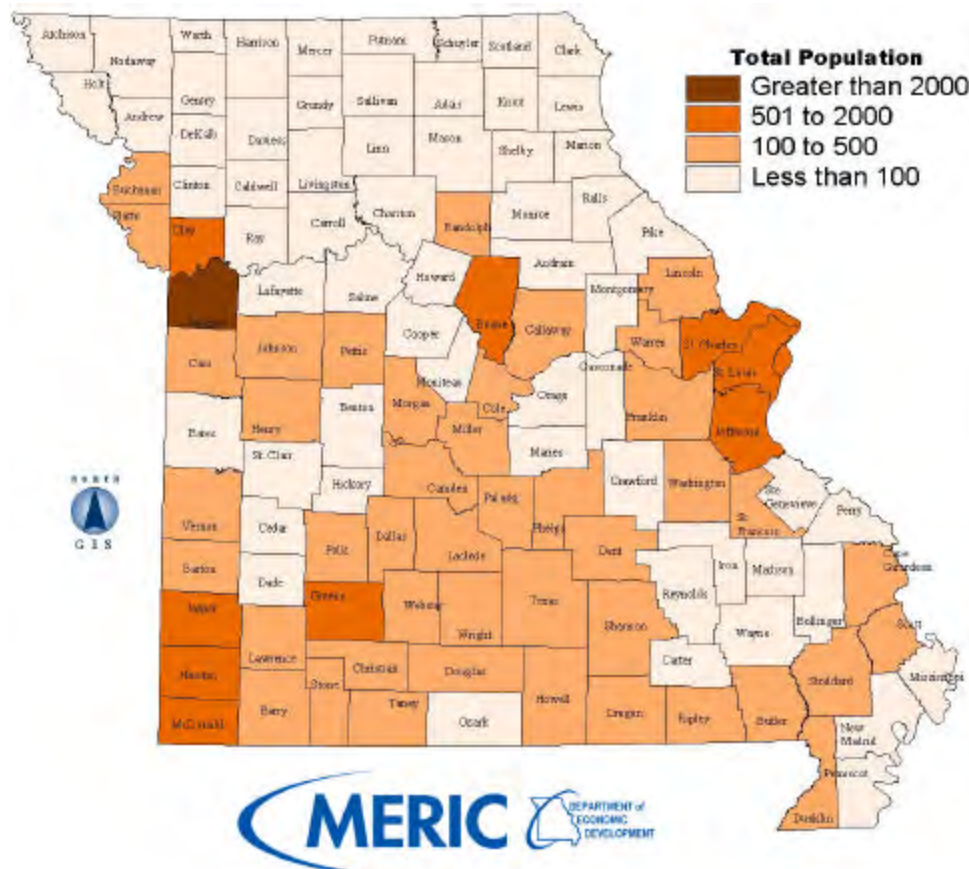 Total Population
Greater than 2000
501 to 2000
100 to 500
Less than 100
Atchison
Nodaway
Worth
Harrison
Mercer
Putnam
Schuyler
Scotland
Clark
Holt
Gentry
Grundy
Sullivan
Adair
Knox
Lewis
Andrew
DeKalb
Daviess
Linn
Macon
Shelby
Marion
Buchanan
Clinton
Caldwell
Livingston
Chariton
Monroe
Ralls
Platte
Clay
Ray
Carroll
Randolph
Pike
Audrain
Lincoln
Lafayette
Saline
Howard
Montgomery
Boone
Callaway
Warren
St. Charles
Cooper
Cass
Johnson
Pettis
St. Louis
Moniteau
Osage
Gasconade
Benton
Morgan
Cole
Franklin
Jefferson
Bates
Henry
Miller
Maries
St. Clair
Hickory
Camden
Pulaski
Crawford
Washington
Ste.
Genevieve
Perry
Vernon
Cedar
Phelps
St.
Francois
Polk
Dallas
Laclede
Dent
Iron
Madison
Cape
Girardeau
Barton
Dade
Greene
Webster
Texas
Reynolds
Bollinger
Jasper
Wright
Shannon
Wayne
Scott
Lawrence
Christian
Douglas
Carter
Mississippi
Newton
Stone
Stoddard
McDonald
Barry
Taney
Ozark
Howell
Oregon
Ripley
Butler
New
Madrid
Pemiscot
Dunklin
NORTH
GIS
MERIC
DEPARTMENT of
ECONOMIC
DEVELOPMENT